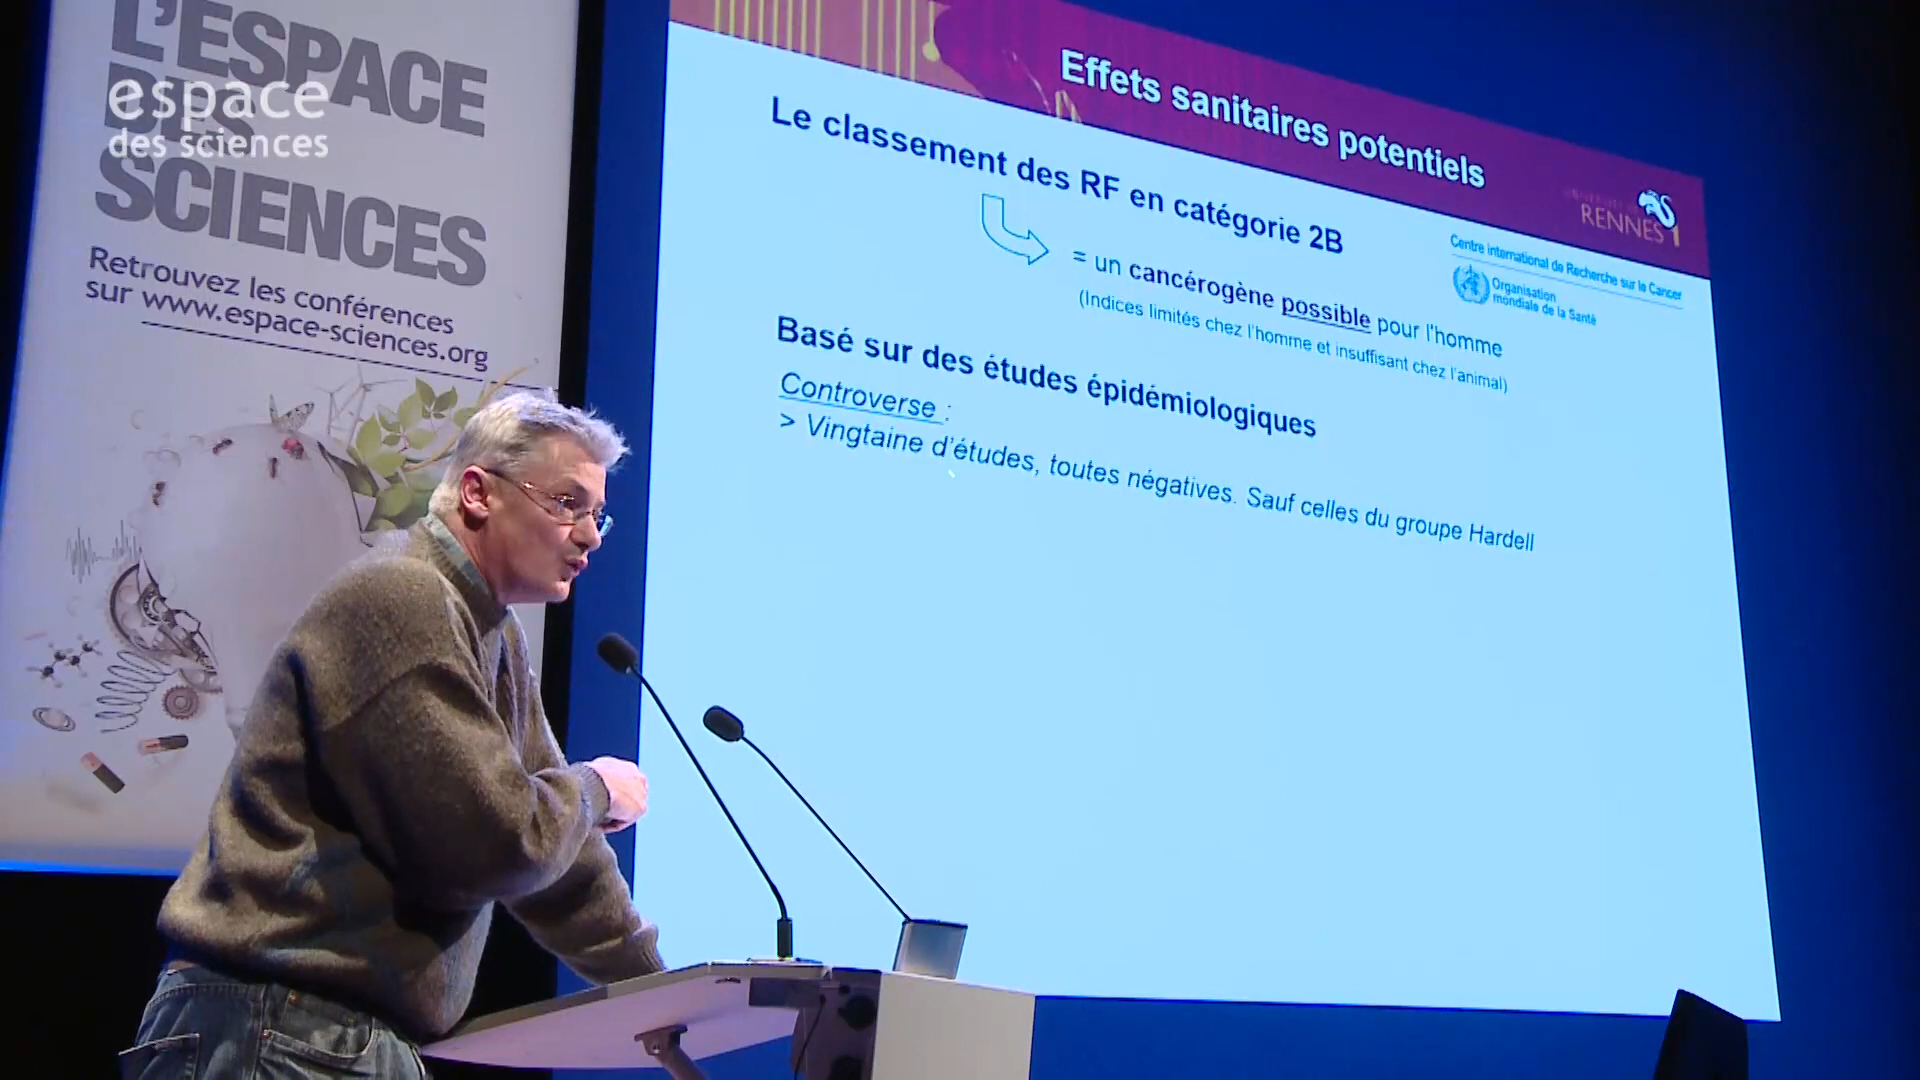 L'ESPACE
DES
SCIENCES
Retrouvez les conférences
sur www.espace-sciences.org
espace
des sciences
Effets sanitaires potentiels
RENNES 1
Le classement des RF en catégorie 2B
Centre international de Recherche sur le Cancer
Organisation
mondiale de la Santé
= un cancérogène possible pour l'homme
(Indices limités chez l'homme et insuffisant chez l'animal)
Basé sur des études épidémiologiques
Controverse :
> Vingtaine d'études, toutes négatives. Sauf celles du groupe Hardell